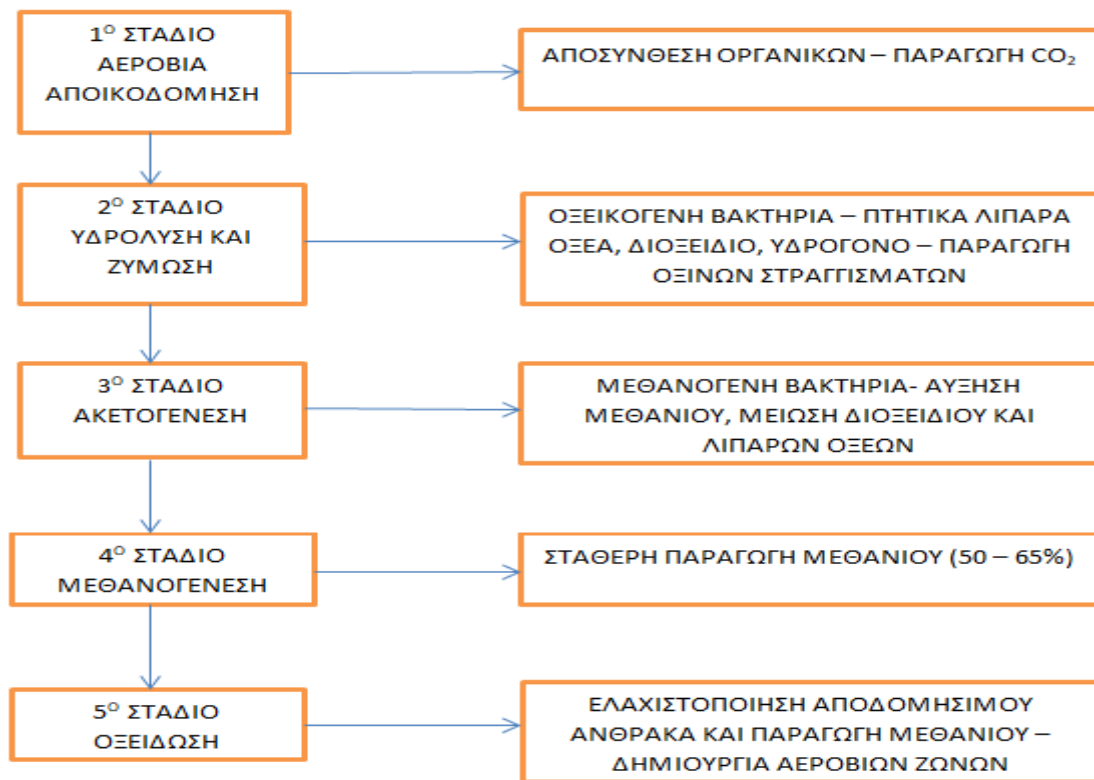 1Ο ΣΤΑΔΙΟ
ΑΕΡΟΒΙΑ
ΑΠΟΙΚΟΔΟΜΗΣΗ
ΑΠΟΣΥΝΘΕΣΗ ΟΡΓΑΝΙΚΩΝ – ΠΑΡΑΓΩΓΗ CO₂
2Ο ΣΤΑΔΙΟ
ΥΔΡΟΛΥΣΗ ΚΑΙ
ΖΥΜΩΣΗ
ΟΞΕΙΚΟΓΕΝΗ ΒΑΚΤΗΡΙΑ – ΠΤΗΤΙΚΑ ΛΙΠΑΡΑ
ΟΞΕΑ, ΔΙΟΞΕΙΔΙΟ, ΥΔΡΟΓΟΝΟ – ΠΑΡΑΓΩΓΗ
ΟΞΙΝΩΝ ΣΤΡΑΓΓΙΣΜΑΤΩΝ
3Ο ΣΤΑΔΙΟ
ΑΚΕΤΟΓΕΝΕΣΗ
ΜΕΘΑΝΟΓΕΝΗ ΒΑΚΤΗΡΙΑ- ΑΥΞΗΣΗ
ΜΕΘΑΝΙΟΥ, ΜΕΙΩΣΗ ΔΙΟΞΕΙΔΙΟΥ ΚΑΙ
ΛΙΠΑΡΩΝ ΟΞΕΩΝ
4Ο ΣΤΑΔΙΟ
ΜΕΘΑΝΟΓΕΝΕΣΗ
ΣΤΑΘΕΡΗ ΠΑΡΑΓΩΓΗ ΜΕΘΑΝΙΟΥ (50 – 65%)
5Ο ΣΤΑΔΙΟ
ΟΞΕΙΔΩΣΗ
ΕΛΑΧΙΣΤΟΠΟΙΗΣΗ ΑΠΟΔΟΜΗΣΙΜΟΥ
ΑΝΘΡΑΚΑ ΚΑΙ ΠΑΡΑΓΩΓΗ ΜΕΘΑΝΙΟΥ –
ΔΗΜΙΟΥΡΓΙΑ ΑΕΡΟΒΙΩΝ ΖΩΝΩΝ